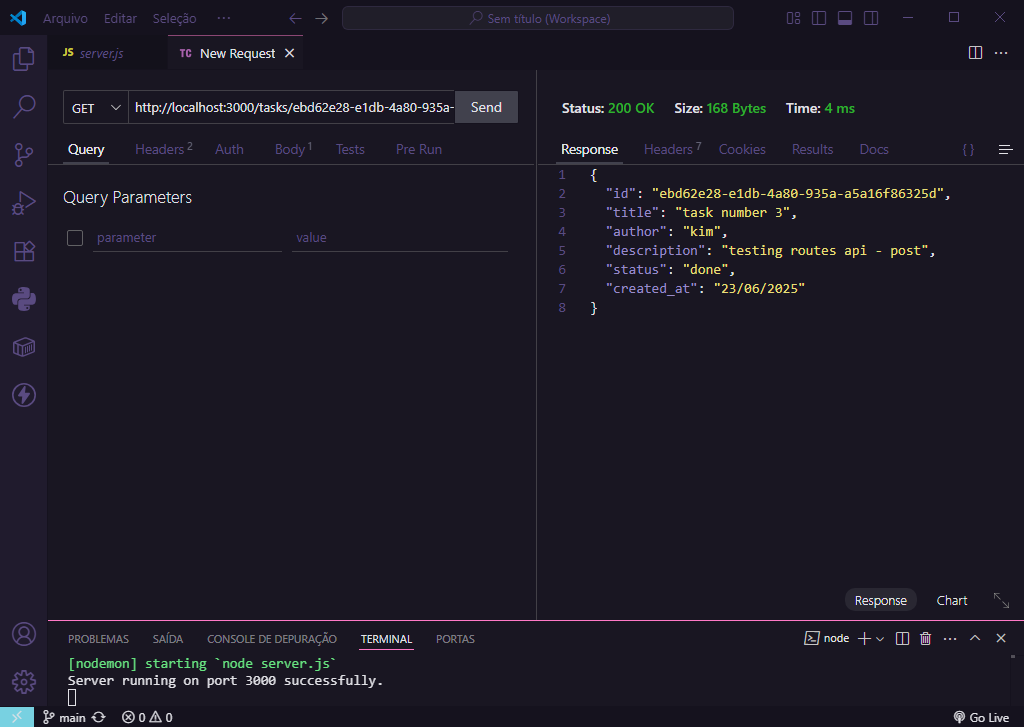 Arquivo Editar Seleção ··· Sem título (Workspace)
JS server.js TC New Request
GET http://localhost:3000/tasks/ebd62e28-e1db-4a80-935a- Send
Status: 200 OK Size: 168 Bytes Time: 4 ms
Query Headers 2 Auth Body 1 Tests Pre Run
Response Headers 7 Cookies Results Docs { }
Query Parameters
parameter value
1 {
2 "id": "ebd62e28-e1db-4a80-935a-a5a16f86325d",
3 "title": "task number 3",
4 "author": "kim",
5 "description": "testing routes api - post",
6 "status": "done",
7 "created_at": "23/06/2025"
8 }
Response Chart
PROBLEMAS SAÍDA CONSOLE DE DEPURAÇÃO TERMINAL PORTAS node
[nodemon] starting `node server.js`
Server running on port 3000 successfully.
main 0 0 Go Live